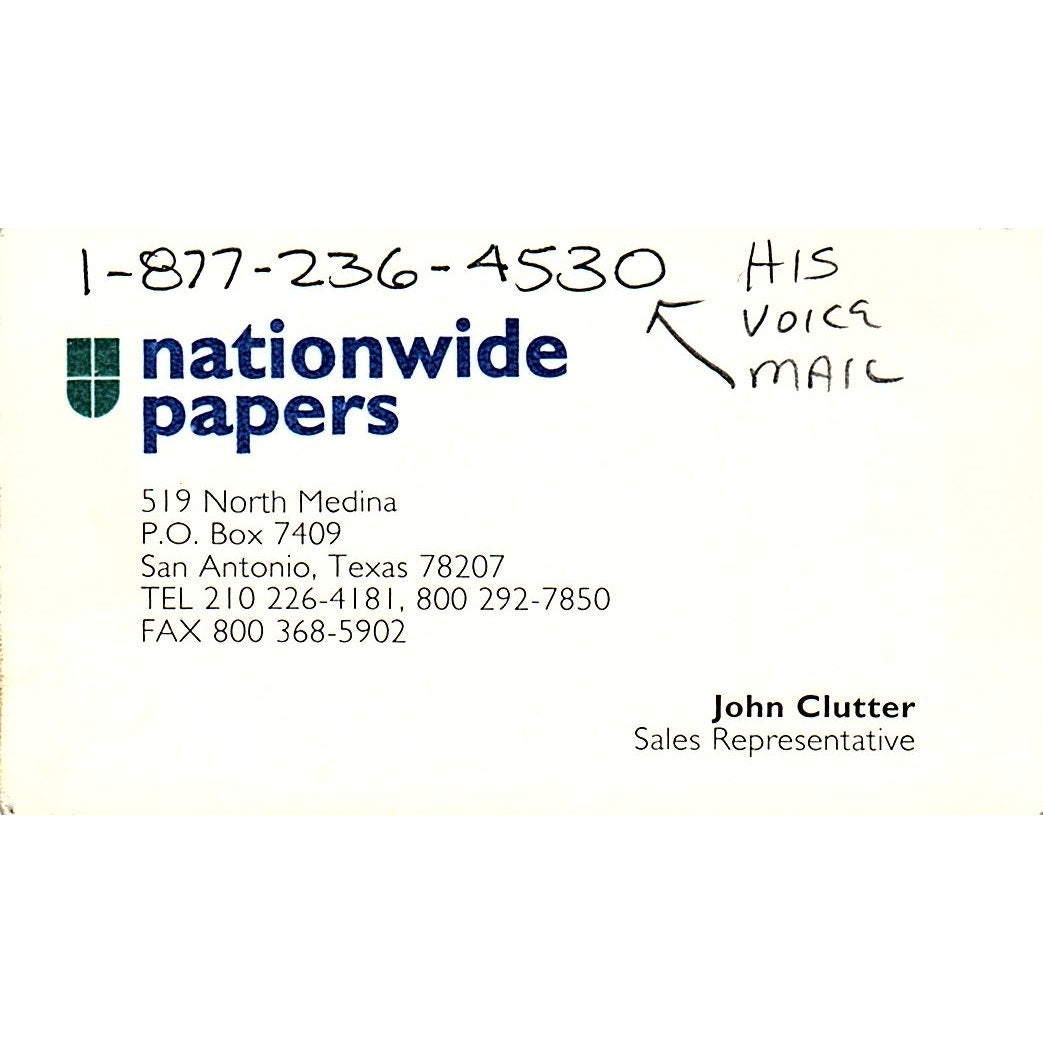 1-877-236-4530
HIS
VOICE
MAIL
nationwide
papers
519 North Medina
P.O. Box 7409
San Antonio, Texas 78207
TEL 210 226-4181, 800 292-7850
FAX 800 368-5902
John Clutter
Sales Representative